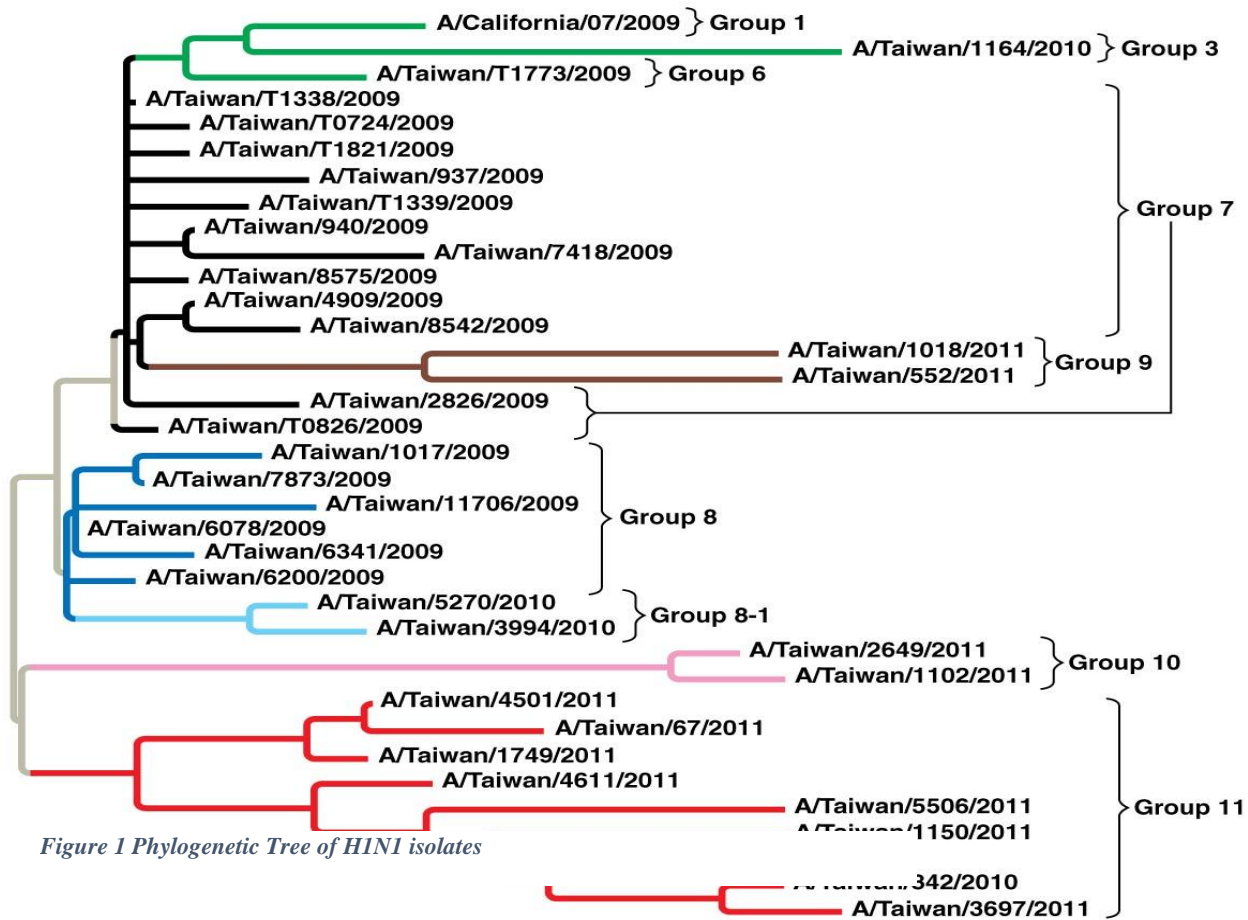 A/California/07/2009 Group 1
A/Taiwan/1164/2010 Group 3
A/Taiwan/T1773/2009 Group 6
A/Taiwan/T1338/2009
A/Taiwan/T0724/2009
A/Taiwan/T1821/2009
A/Taiwan/937/2009
A/Taiwan/T1339/2009
Group 7
A/Taiwan/940/2009
A/Taiwan/7418/2009
A/Taiwan/8575/2009
A/Taiwan/4909/2009
A/Taiwan/8542/2009
A/Taiwan/1018/2011
Group 9
A/Taiwan/552/2011
A/Taiwan/2826/2009
A/Taiwan/T0826/2009
A/Taiwan/1017/2009
A/Taiwan/7873/2009
A/Taiwan/11706/2009
Group 8
A/Taiwan/6078/2009
A/Taiwan/6341/2009
A/Taiwan/6200/2009
A/Taiwan/5270/2010
Group 8-1
A/Taiwan/3994/2010
A/Taiwan/2649/2011
Group 10
A/Taiwan/1102/2011
A/Taiwan/4501/2011
A/Taiwan/67/2011
A/Taiwan/1749/2011
A/Taiwan/4611/2011
A/Taiwan/5506/2011
Group 11
A/Taiwan/1150/2011
Figure 1 Phylogenetic Tree of H1N1 isolates
A/Taiwan/3697/2011